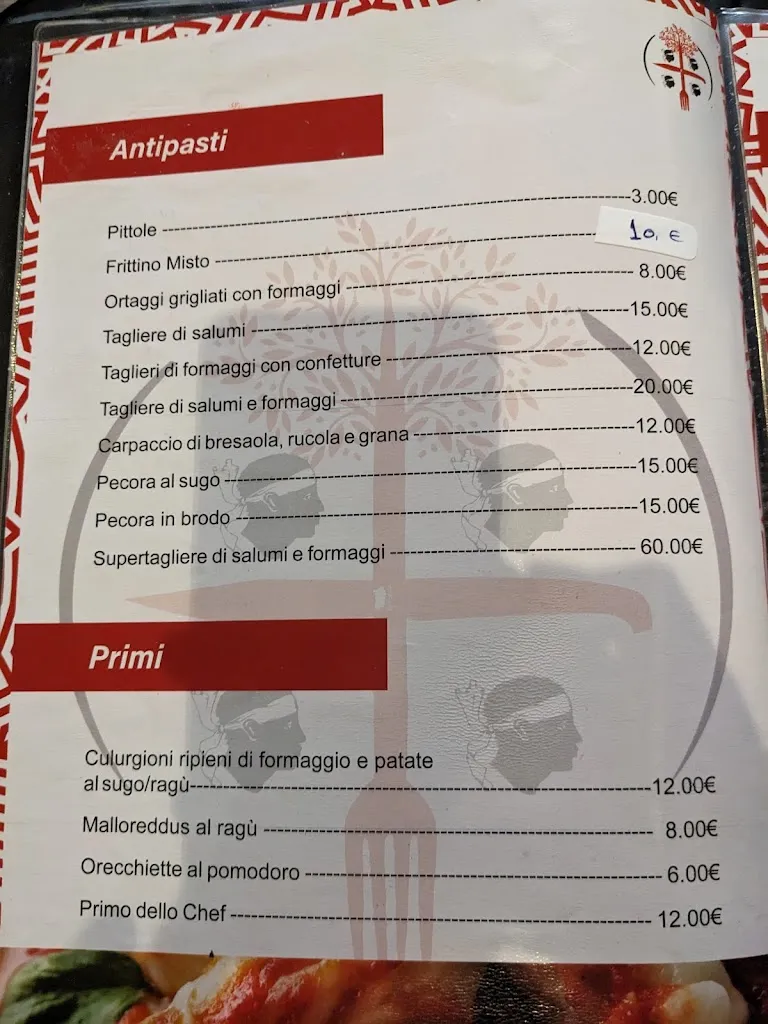 Antipasti
Pittole 3.00€
Frittino Misto 10, €
Ortaggi grigliati con formaggi 8.00€
Tagliere di salumi 15.00€
Taglieri di formaggi con confetture 12.00€
Tagliere di salumi e formaggi 20.00€
Carpaccio di bresaola, rucola e grana 12.00€
Pecora al sugo 15.00€
Pecora in brodo 15.00€
Supertagliere di salumi e formaggi 60.00€
Primi
Culurgioni ripieni di formaggio e patate
al sugo/ragù 12.00€
Malloreddus al ragù 8.00€
Orecchiette al pomodoro 6.00€
Primo dello Chef 12.00€